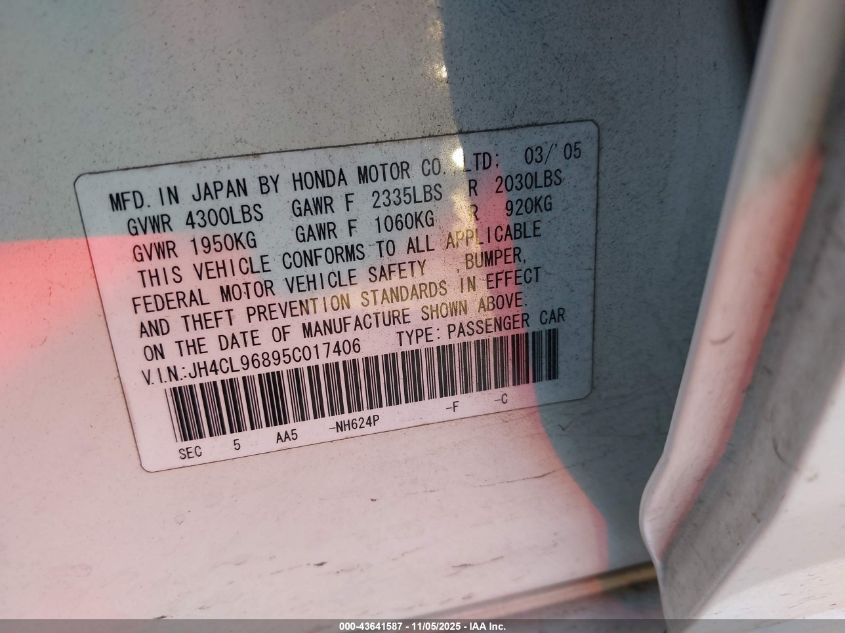 MFD. IN JAPAN BY HONDA MOTOR CO. LTD; 03/'05
GVWR 4300LBS GAWR F 2335LBS R 2030LBS
GVWR 1950KG GAWR F 1060KG R 920KG
THIS VEHICLE CONFORMS TO ALL APPLICABLE
FEDERAL MOTOR VEHICLE SAFETY ,BUMPER,
AND THEFT PREVENTION STANDARDS IN EFFECT
ON THE DATE OF MANUFACTURE SHOWN ABOVE.
V.I.N.:JH4CL96895C017406 TYPE: PASSENGER CAR
SEC 5 AA5 -NH624P -F -C
000-43641587 - 11/05/2025 - IAA Inc.